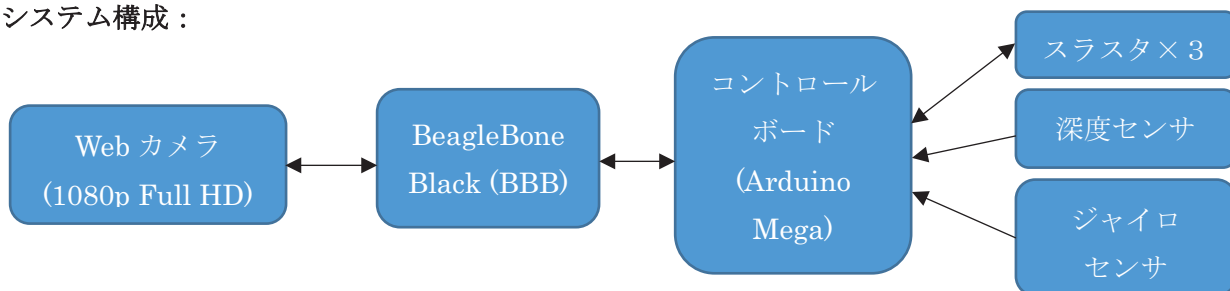 システム構成：
Web カメラ
(1080p Full HD)
BeagleBone
Black (BBB)
コントロール
ボード
(Arduino
Mega)
スラスタ×３
深度センサ
ジャイロ
センサ